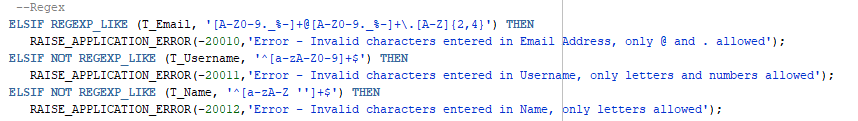 --Regex
ELSIF REGEXP_LIKE (T_Email, '[A-Z0-9._%-]+@[A-Z0-9._%-]+\.[A-Z]{2,4}') THEN
RAISE_APPLICATION_ERROR(-20010,'Error - Invalid characters entered in Email Address, only @ and . allowed');
ELSIF NOT REGEXP_LIKE (T_Username, '^[a-zA-Z0-9]+$') THEN
RAISE_APPLICATION_ERROR(-20011,'Error - Invalid characters entered in Username, only letters and numbers allowed');
ELSIF NOT REGEXP_LIKE (T_Name, '^[a-zA-Z '']+$') THEN
RAISE_APPLICATION_ERROR(-20012,'Error - Invalid characters entered in Name, only letters allowed');